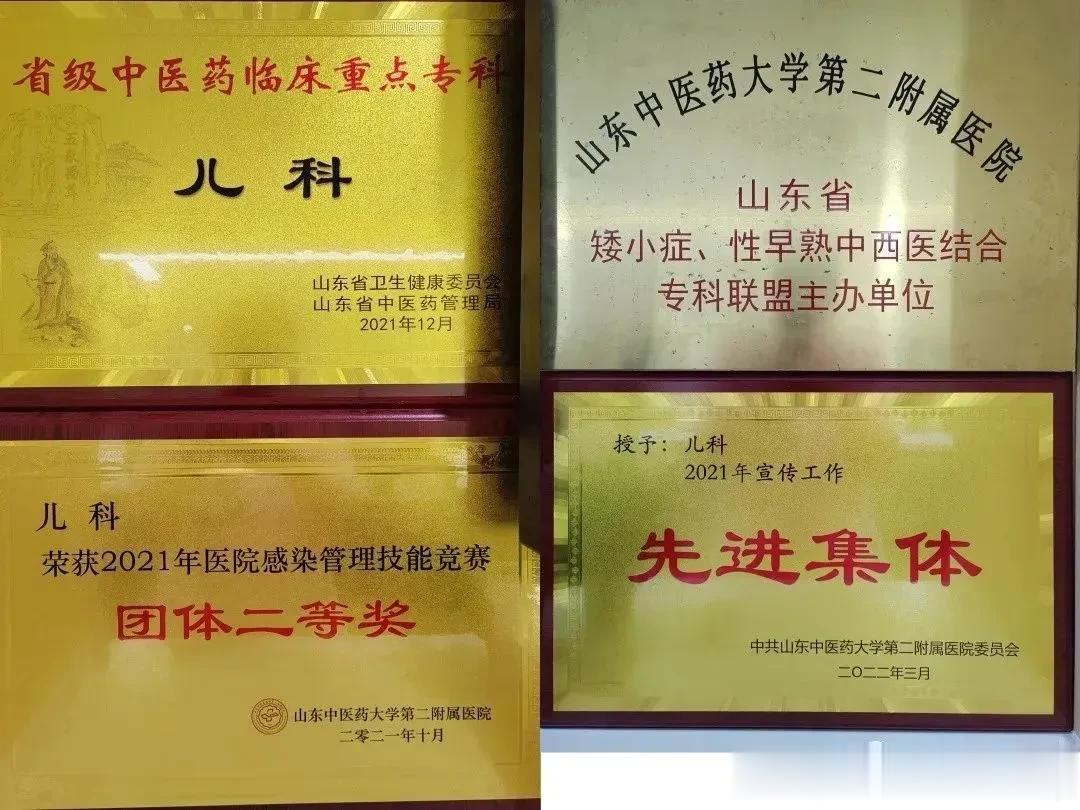 省级中医药临床重点专科
儿科
山东省卫生健康委员会
山东省中医药管理局
2021年12月
山东中医药大学第二附属医院
山东省
矮小症、性早熟中西医结合
专科联盟主办单位
儿科
荣获2021年医院感染管理技能竞赛
团体二等奖
山东中医药大学第二附属医院
二零二一年十月
授予：儿科
2021年宣传工作
先进集体
中共山东中医药大学第二附属医院委员会
二〇二二年三月